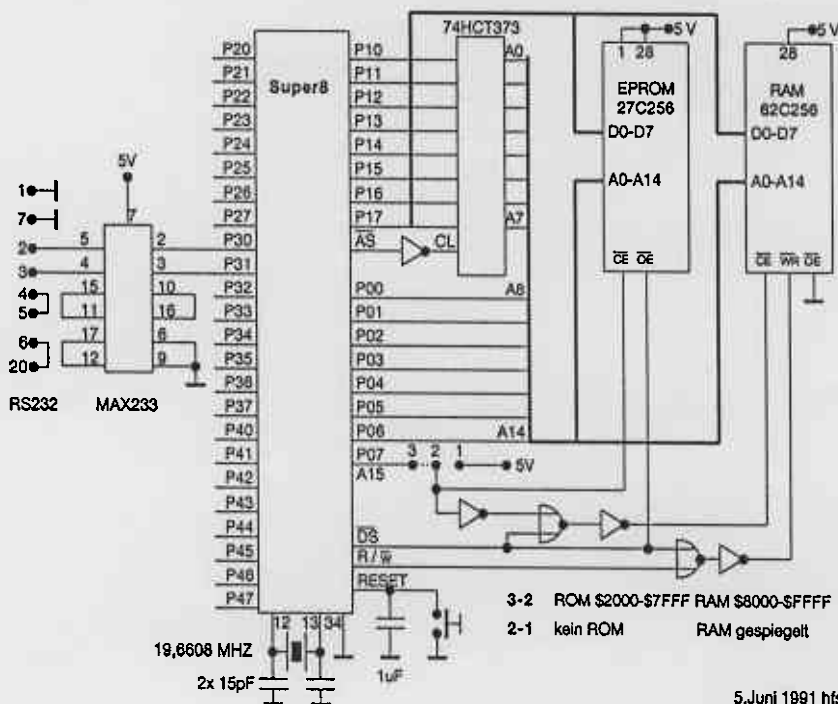 74HCT373
5V
5V
P20
P21
P22
P23
P24
P25
P26
P27
P30
P31
P32
P33
P34
P35
P36
P37
P40
P41
P42
P43
P44
P45
P46
P47
Super8
P10
P11
P12
P13
P14
P15
P16
P17
AS
P00
P01
P02
P03
P04
P05
P06
P07
A15
DS
R / W
RESET
A0
A7
CL
A8
A14
1 28
EPROM
27C256
D0-D7
A0-A14
CE OE
28
RAM
62C256
D0-D7
A0-A14
CE WR OE
5V
7
1
7
2 5 2
3 4 3
4 15 10
5 11 16
6 17 6
20 12 9
RS232 MAX233
3 2 1 5V
12 13 34
19,6608 MHZ
2x 15pF
1uF
3-2 ROM $2000-$7FFF RAM $8000-$FFFF
2-1 kein ROM RAM gespiegelt
5.Juni 1991 hfs